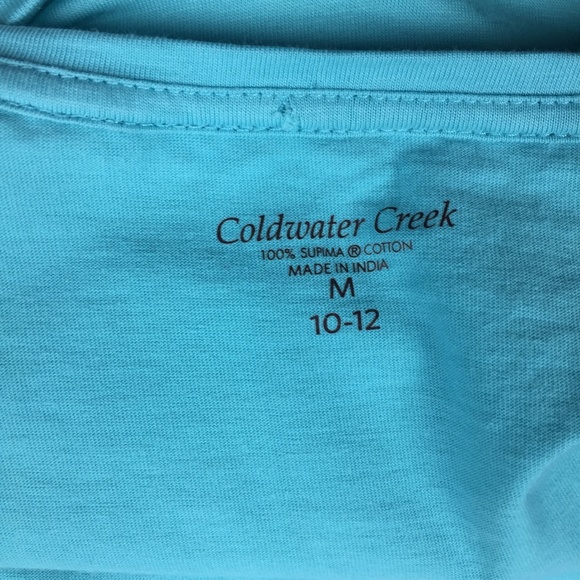 Coldwater Creek
100% SUPIMA ® COTTON
MADE IN INDIA
M
10-12